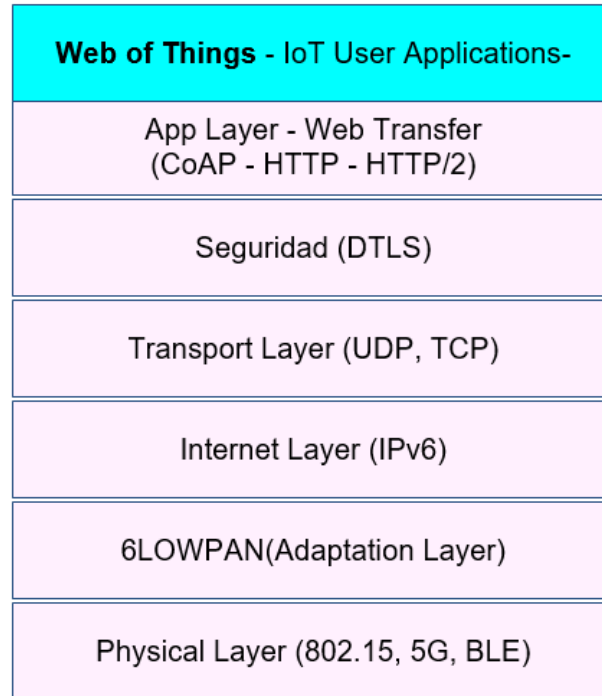 Web of Things - IoT User Applications-
App Layer - Web Transfer
(CoAP - HTTP - HTTP/2)
Seguridad (DTLS)
Transport Layer (UDP, TCP)
Internet Layer (IPv6)
6LOWPAN(Adaptation Layer)
Physical Layer (802.15, 5G, BLE)